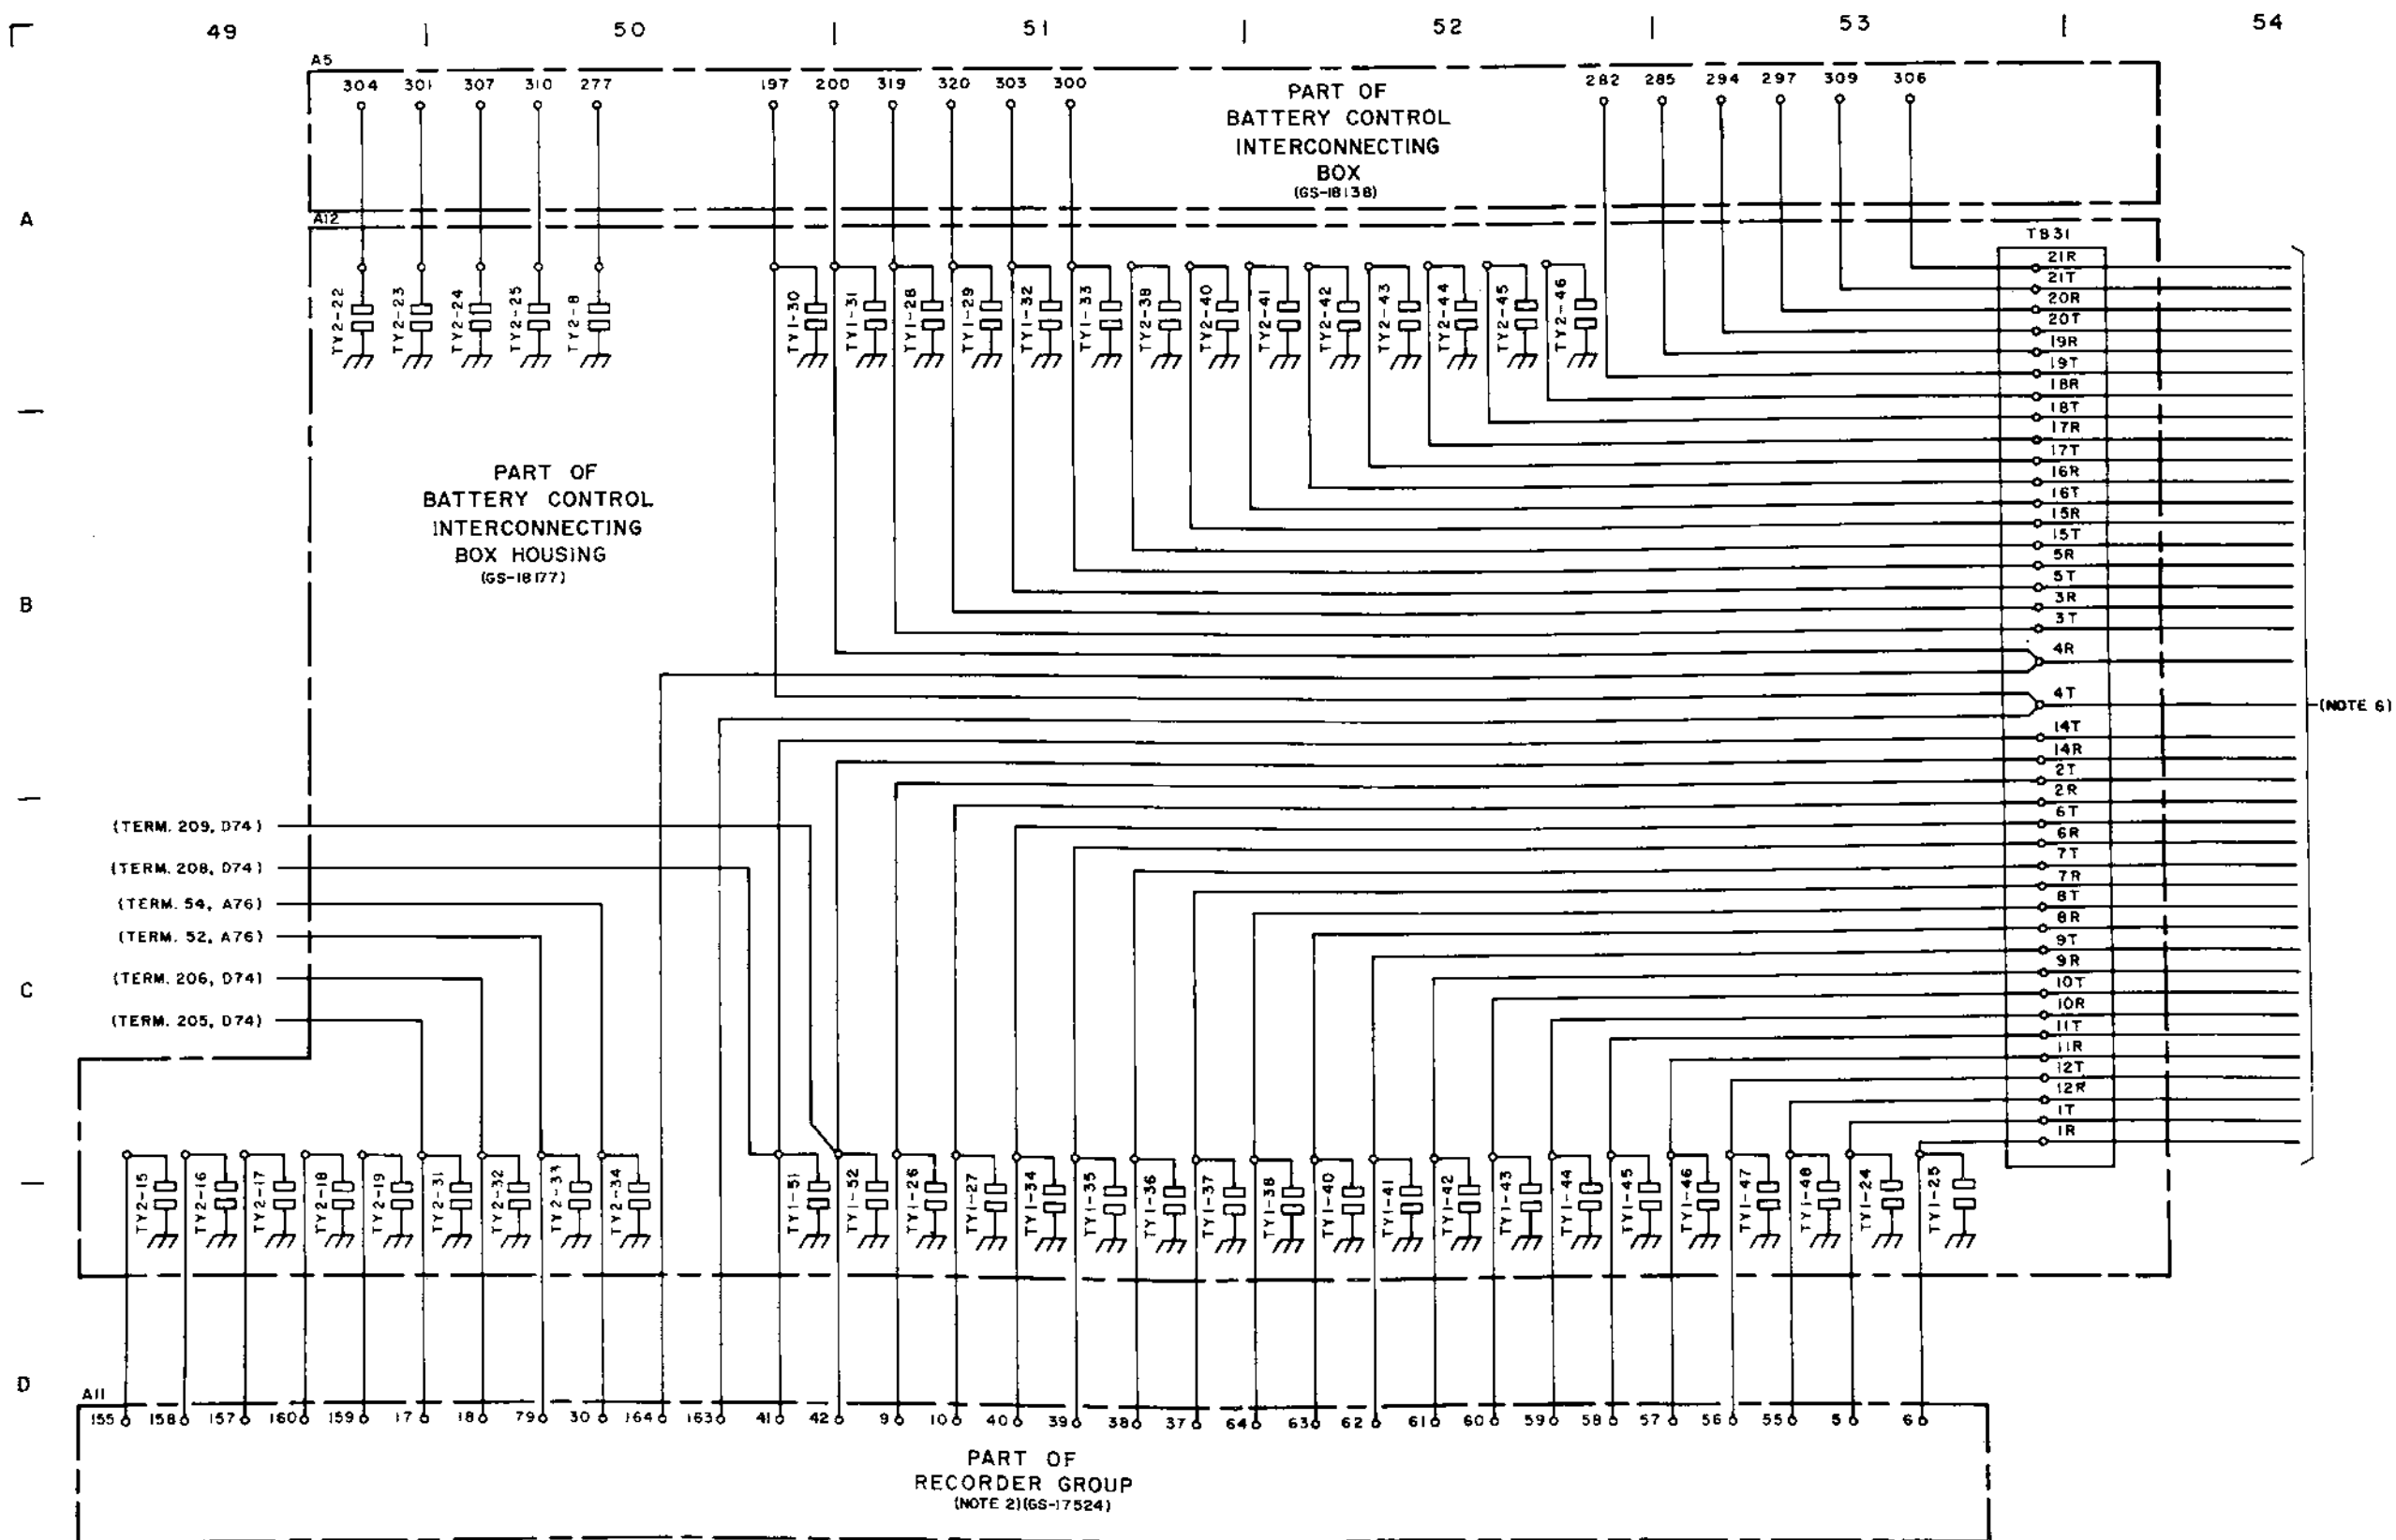 49 50 51 52 53 54
A5
304 301 307 310 277 197 200 319 320 303 300 282 285 294 297 309 306
PART OF
BATTERY CONTROL
INTERCONNECTING
BOX
(GS-18138)
A
A12
TB31
TY2-22 TY2-23 TY2-24 TY2-25 TY2-8 TY1-30 TY1-31 TY1-28 TY1-29 TY1-32 TY1-33 TY2-38 TY2-40 TY2-41 TY2-42 TY2-43 TY2-44 TY2-45 TY2-46
21R
21T
20R
20T
19R
19T
18R
18T
17R
17T
16R
16T
15R
15T
5R
5T
3R
3T
4R
4T
14T
14R
2T
2R
6T
6R
7T
7R
8T
8R
9T
9R
10T
10R
11T
11R
12T
12R
1T
1R
(NOTE 6)
PART OF
BATTERY CONTROL
INTERCONNECTING
BOX HOUSING
(GS-18177)
B
(TERM. 209, D74)
(TERM. 208, D74)
(TERM. 54, A76)
(TERM. 52, A76)
(TERM. 206, D74)
(TERM. 205, D74)
C
TY2-15 TY2-16 TY2-17 TY2-18 TY2-19 TY2-31 TY2-32 TY2-33 TY2-34 TY1-51 TY1-52 TY1-26 TY1-27 TY1-34 TY1-35 TY1-36 TY1-37 TY1-38 TY1-40 TY1-41 TY1-42 TY1-43 TY1-44 TY1-45 TY1-46 TY1-47 TY1-48 TY1-24 TY1-25
D
A11
155 158 157 160 159 17 18 79 30 164 163 41 42 9 10 40 39 38 37 64 63 62 61 60 59 58 57 56 55 5 6
PART OF
RECORDER GROUP
(NOTE 2)(GS-17524)